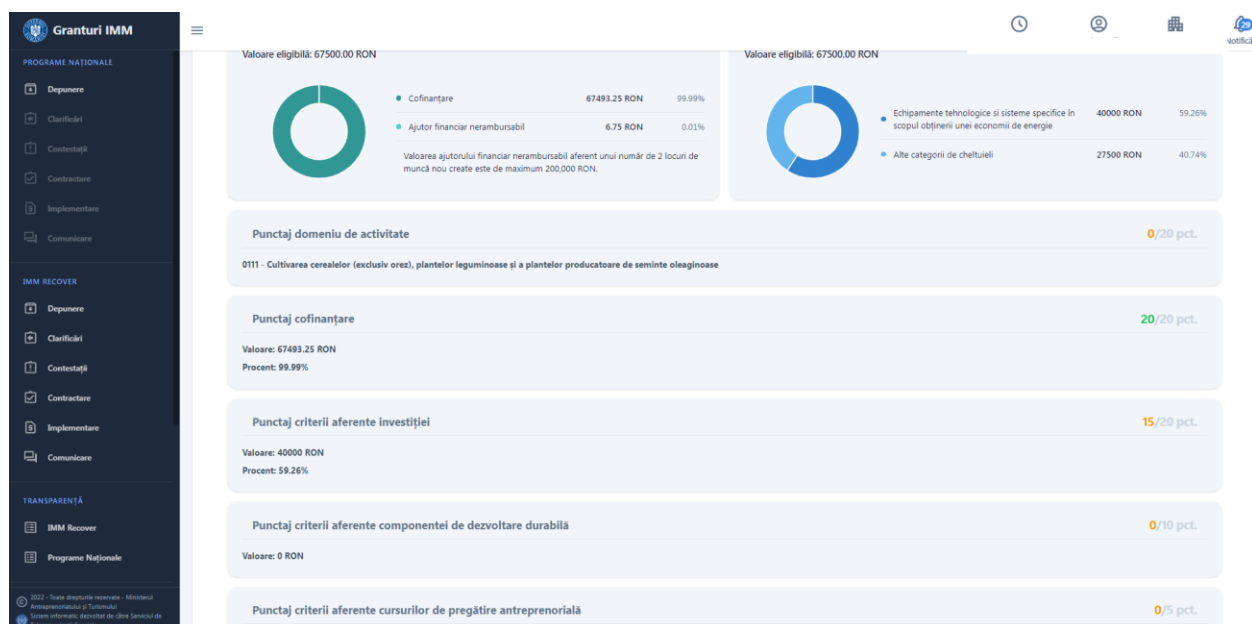 Granturi IMM
29
PROGRAME NAȚIONALE
Depunere
Clarificări
Contestații
Contractare
Implementare
Comunicare
IMM RECOVER
Depunere
Clarificări
Contestații
Contractare
Implementare
Comunicare
TRANSPARENȚĂ
IMM Recover
Programe Naționale
2022 - Toate drepturile rezervate - Ministerul
Antreprenoriatului și Turismului
Sistem informatic dezvoltat de către Serviciul de
Valoare eligibilă: 67500.00 RON
Cofinanțare 67493.25 RON 99.99%
Ajutor financiar nerambursabil 6.75 RON 0.01%
Valoarea ajutorului financiar nerambursabil aferent unui număr de 2 locuri de
muncă nou create este de maximum 200,000 RON.
Valoare eligibilă: 67500.00 RON
Echipamente tehnologice si sisteme specifice în 40000 RON 59.26%
scopul obținerii unei economii de energie
Alte categorii de cheltuieli 27500 RON 40.74%
Punctaj domeniu de activitate 0/20 pct.
0111 - Cultivarea cerealelor (exclusiv orez), plantelor leguminoase și a plantelor producatoare de seminte oleaginoase
Punctaj cofinanțare 20/20 pct.
Valoare: 67493.25 RON
Procent: 99.99%
Punctaj criterii aferente investiției 15/20 pct.
Valoare: 40000 RON
Procent: 59.26%
Punctaj criterii aferente componentei de dezvoltare durabilă 0/10 pct.
Valoare: 0 RON
Punctaj criterii aferente cursurilor de pregătire antreprenorială 0/5 pct.